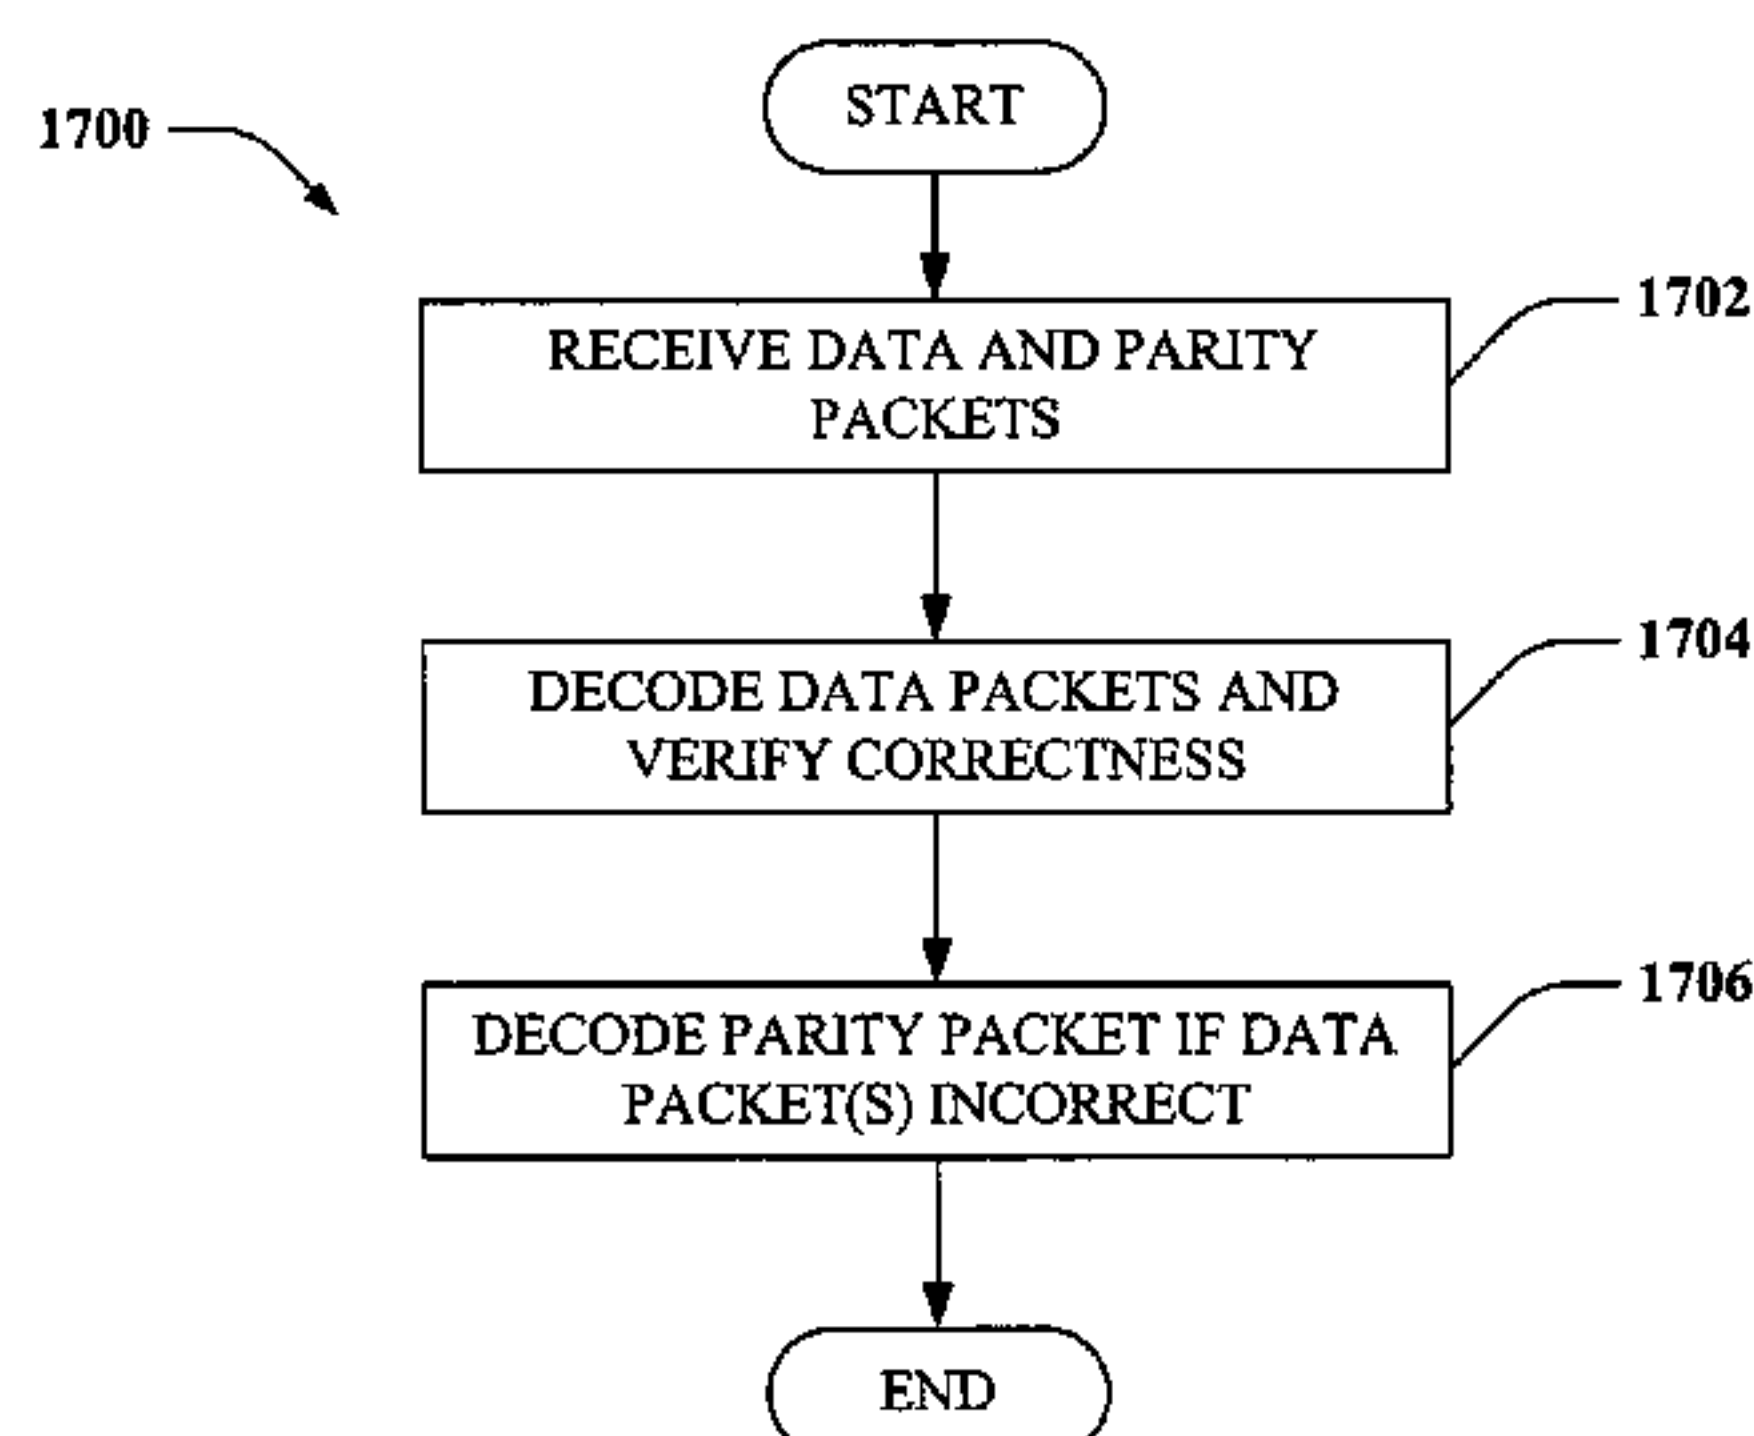 START
1700
RECEIVE DATA AND PARITY
PACKETS
1702
DECODE DATA PACKETS AND
VERIFY CORRECTNESS
1704
DECODE PARITY PACKET IF DATA
PACKET(S) INCORRECT
1706
END